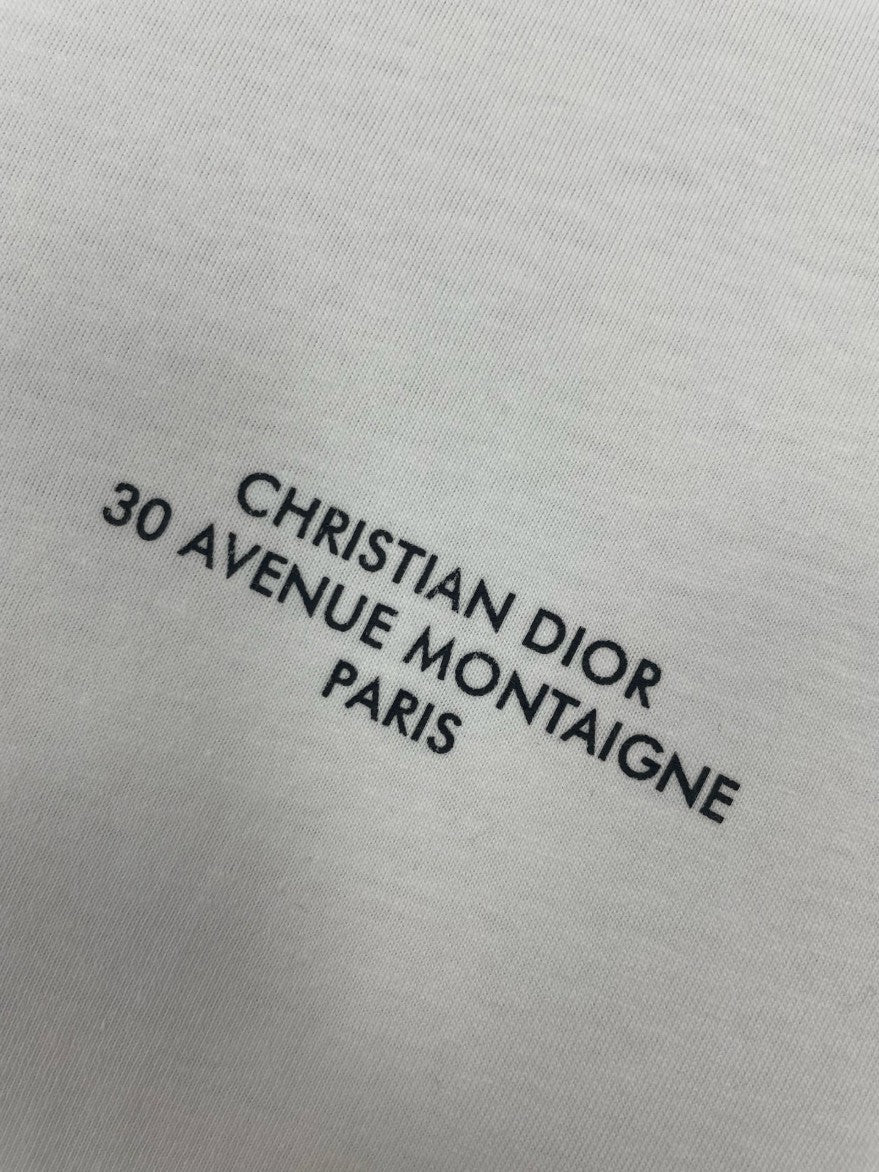 CHRISTIAN DIOR
30 AVENUE MONTAIGNE
PARIS